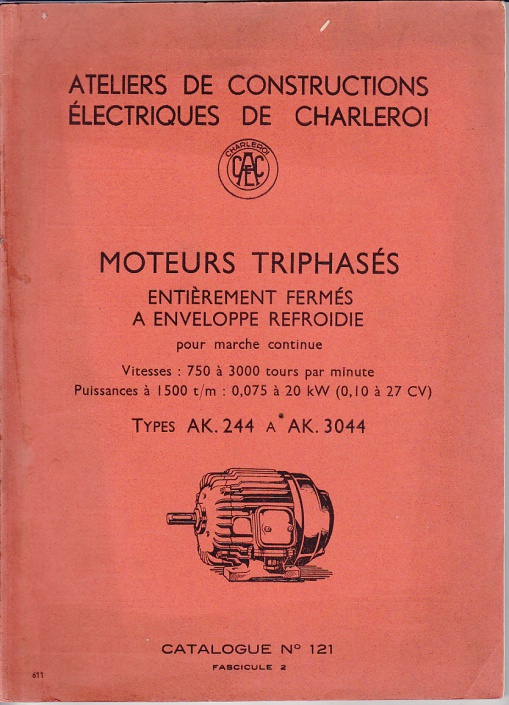 ATELIERS DE CONSTRUCTIONS
ÉLECTRIQUES DE CHARLEROI
CHARLEROI
ACEC
MOTEURS TRIPHASÉS
ENTIÈREMENT FERMÉS
A ENVELOPPE REFROIDIE
pour marche continue
Vitesses : 750 à 3000 tours par minute
Puissances à 1500 t/m : 0,075 à 20 kW (0,10 à 27 CV)
TYPES AK. 244 A AK. 3044
CATALOGUE Nº 121
FASCICULE 2
611